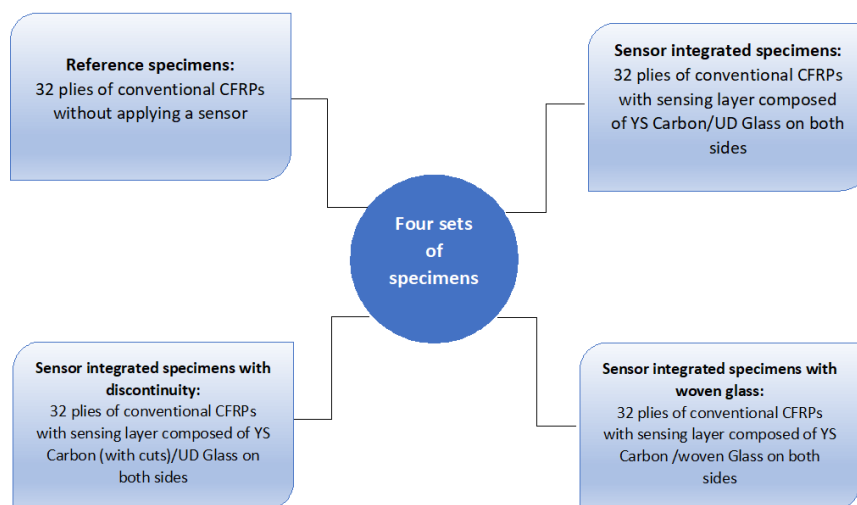 Reference specimens:
32 plies of conventional CFRPs
without applying a sensor
Sensor integrated specimens:
32 plies of conventional CFRPs
with sensing layer composed
of YS Carbon/UD Glass on both
sides
Four sets
of
specimens
Sensor integrated specimens with
discontinuity:
32 plies of conventional CFRPs
with sensing layer composed of YS
Carbon (with cuts)/UD Glass on
both sides
Sensor integrated specimens with
woven glass:
32 plies of conventional CFRPs
with sensing layer composed of YS
Carbon /woven Glass on both
sides